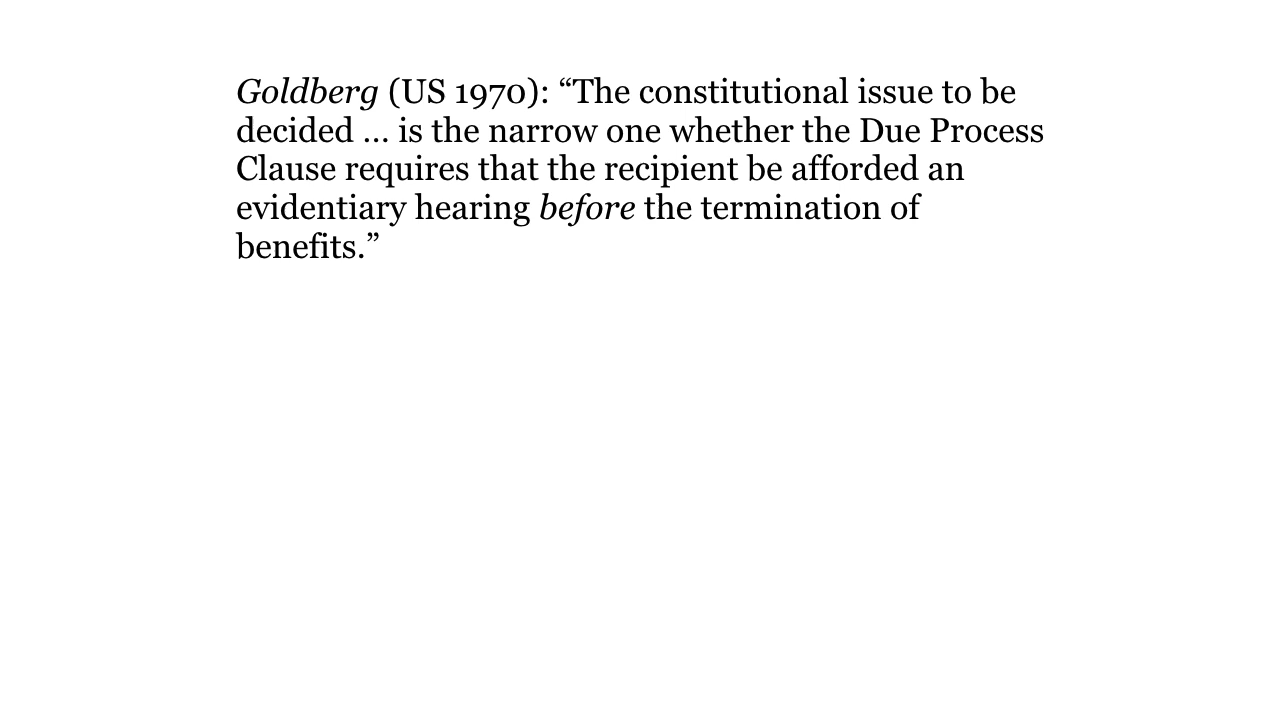 Goldberg (US 1970): “The constitutional issue to be
decided … is the narrow one whether the Due Process
Clause requires that the recipient be afforded an
evidentiary hearing before the termination of
benefits.”